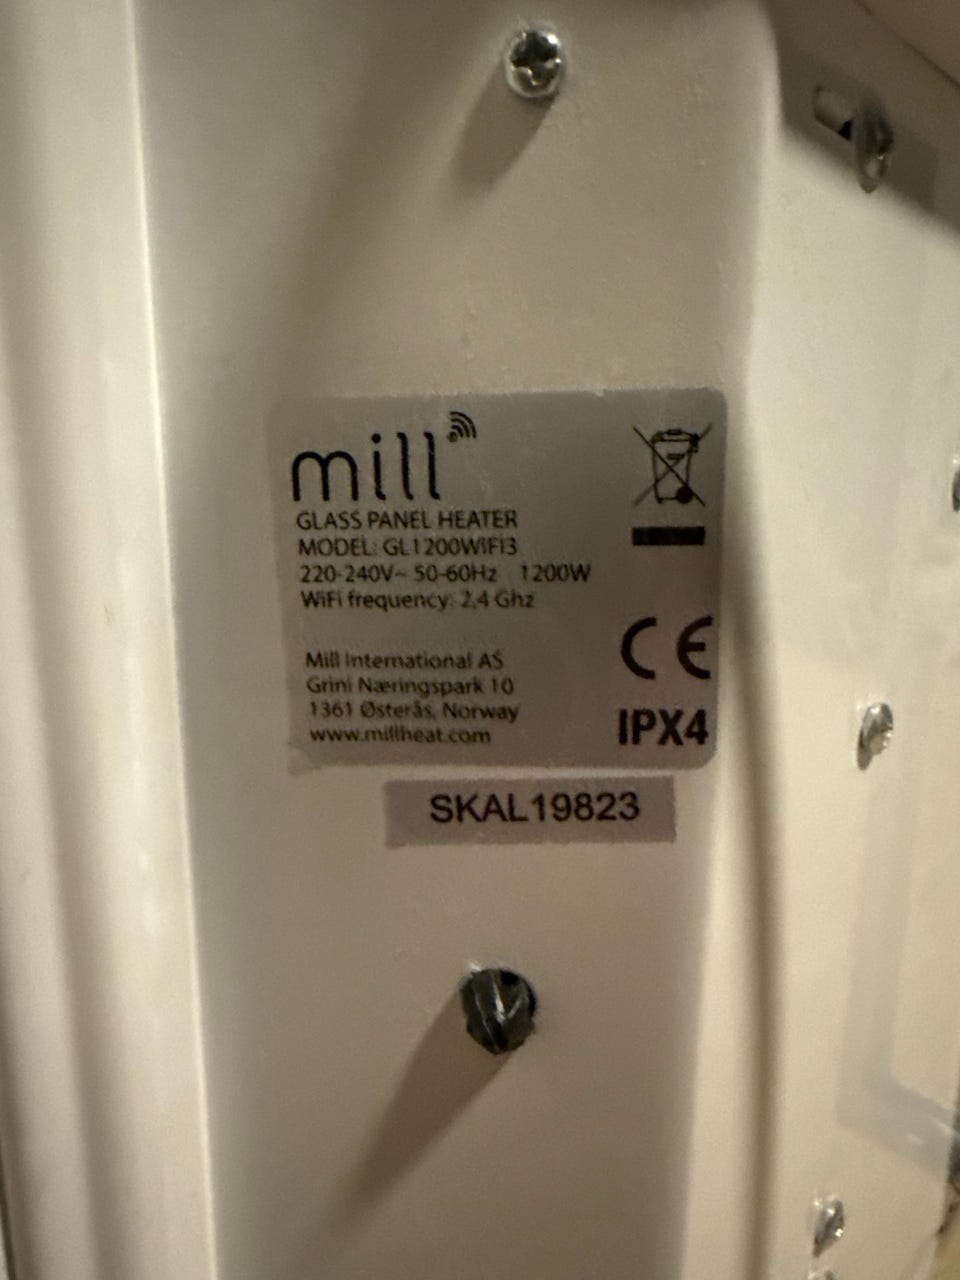 mill
GLASS PANEL HEATER
MODEL: GL1200WIFI3
220-240V~ 50-60Hz 1200W
WiFi frequency: 2,4 Ghz
Mill International AS
Grini Næringspark 10
1361 Østerås, Norway
www.millheat.com
CE
IPX4
SKAL19823